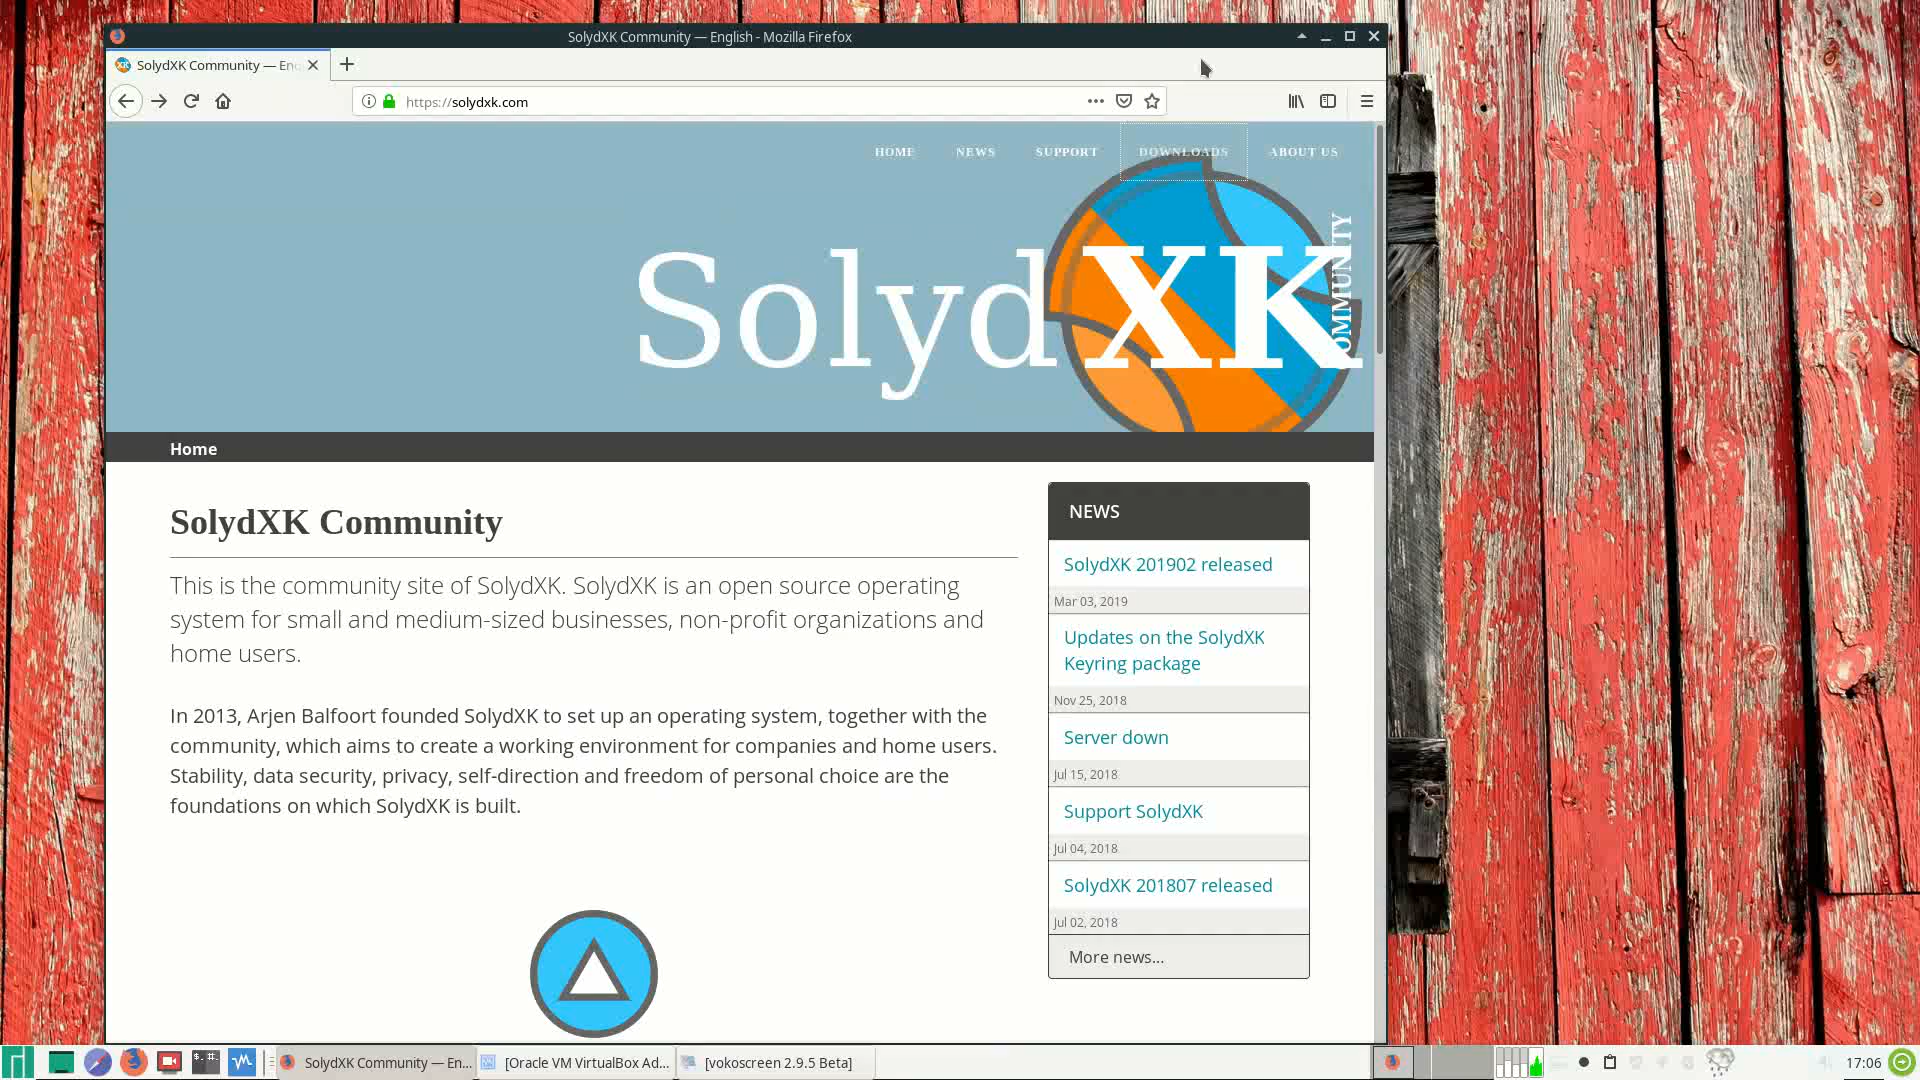 SolydXK Community — English - Mozilla Firefox
SolydXK Community — Eng
https://solydxk.com
HOME NEWS SUPPORT DOWNLOADS ABOUT US
SolydXK
COMMUNITY
Home
SolydXK Community
This is the community site of SolydXK. SolydXK is an open source operating
system for small and medium-sized businesses, non-profit organizations and
home users.
In 2013, Arjen Balfoort founded SolydXK to set up an operating system, together with the
community, which aims to create a working environment for companies and home users.
Stability, data security, privacy, self-direction and freedom of personal choice are the
foundations on which SolydXK is built.
NEWS
SolydXK 201902 released
Mar 03, 2019
Updates on the SolydXK
Keyring package
Nov 25, 2018
Server down
Jul 15, 2018
Support SolydXK
Jul 04, 2018
SolydXK 201807 released
Jul 02, 2018
More news...
SolydXK Community — En...
[Oracle VM VirtualBox Ad...
[vokoscreen 2.9.5 Beta]
17:06